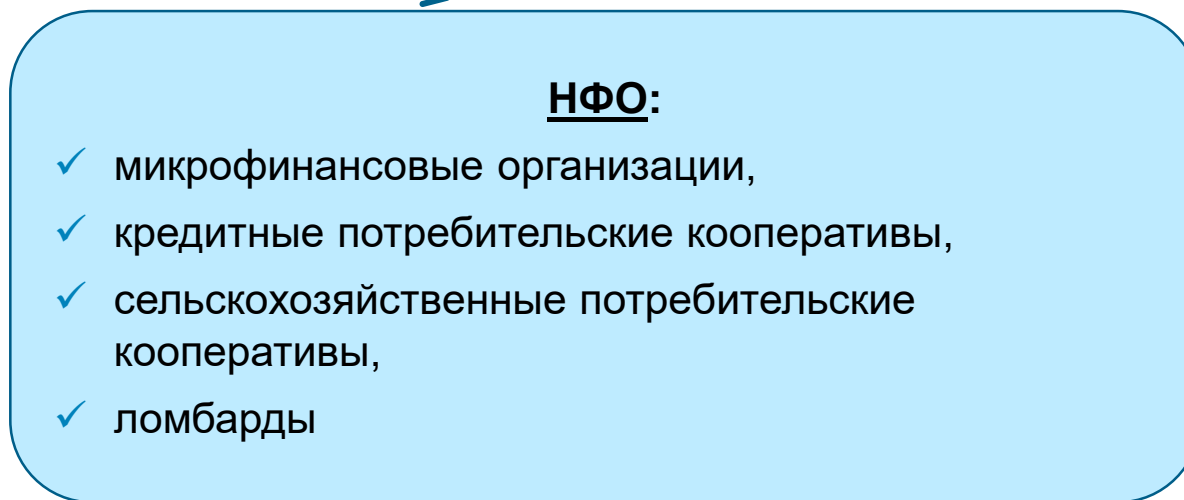 НФО:
✓ микрофинансовые организации,
✓ кредитные потребительские кооперативы,
✓ сельскохозяйственные потребительские
кооперативы,
✓ ломбарды